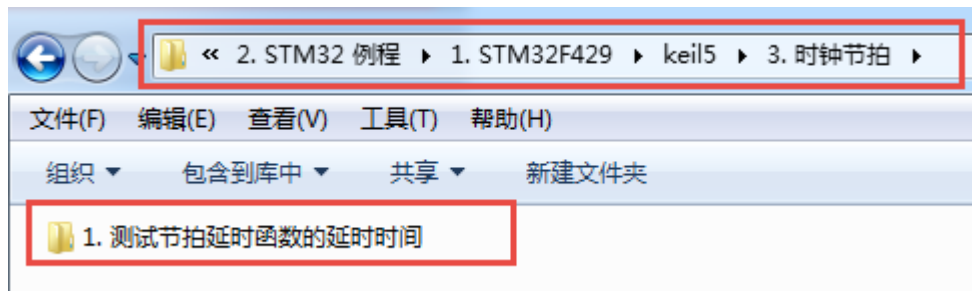 « 2. STM32 例程 ▸ 1. STM32F429 ▸ keil5 ▸ 3. 时钟节拍 ▸
文件(F) 编辑(E) 查看(V) 工具(T) 帮助(H)
组织 ▼ 包含到库中 ▼ 共享 ▼ 新建文件夹
1. 测试节拍延时函数的延时时间